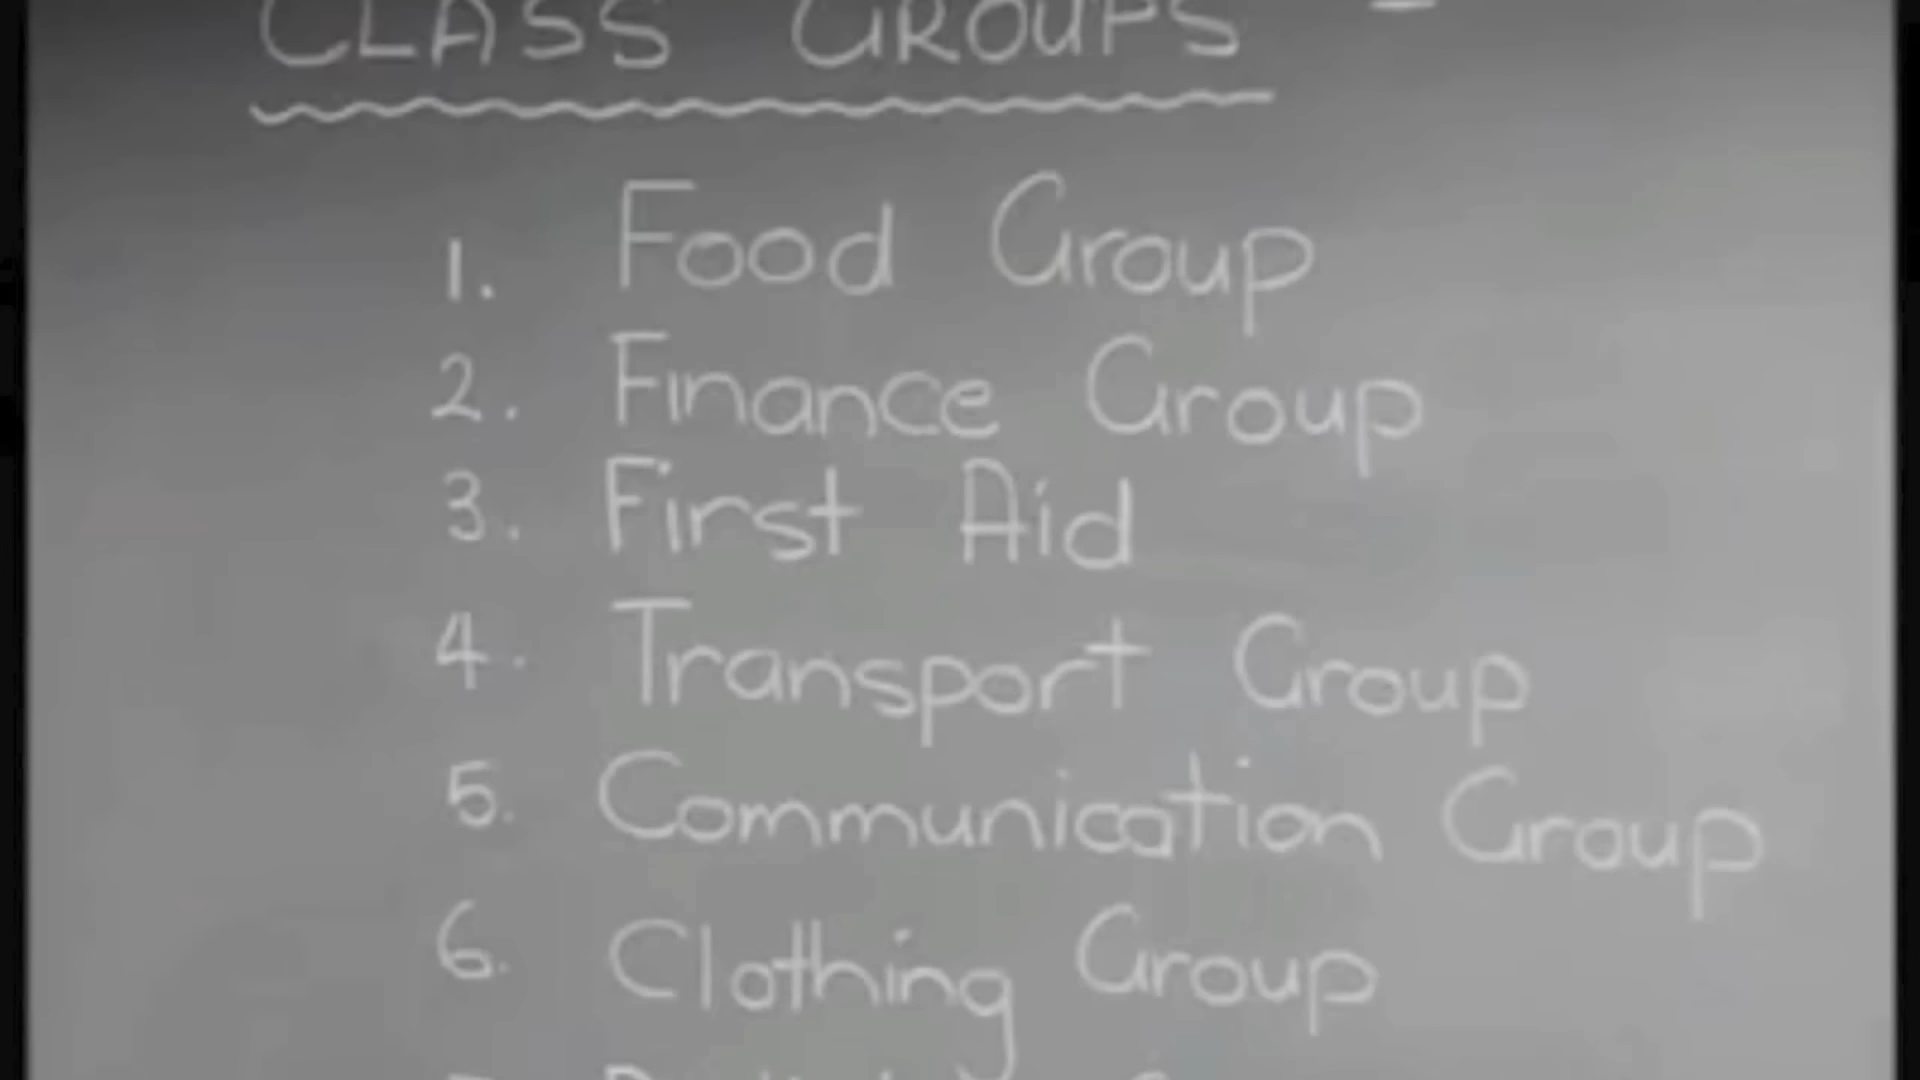 CLASS GROUPS -
1. Food Group
2. Finance Group
3. First Aid
4. Transport Group
5. Communication Group
6. Clothing Group